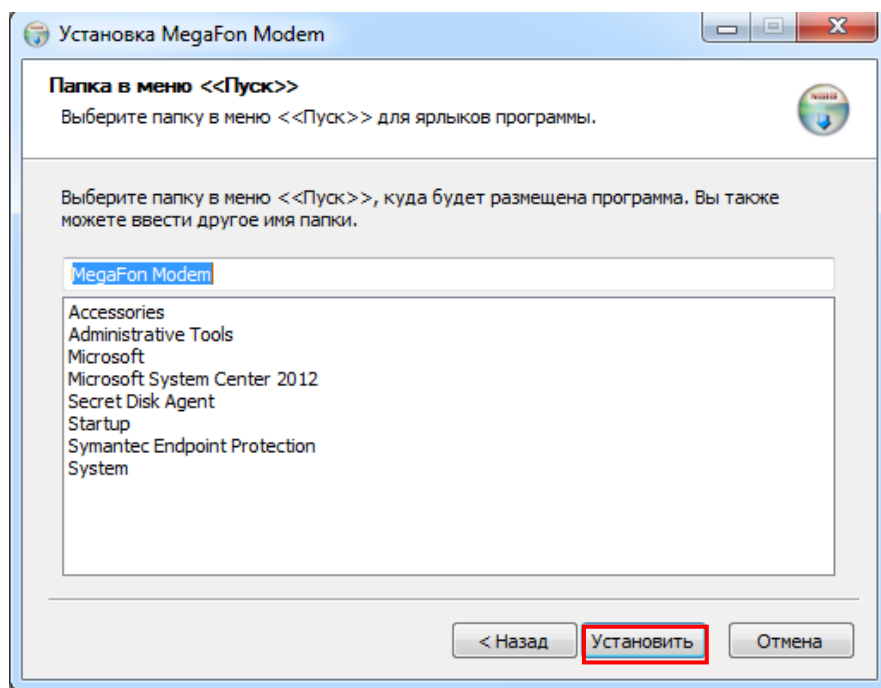 Установка MegaFon Modem
Папка в меню <<Пуск>>
Выберите папку в меню <<Пуск>> для ярлыков программы.
Выберите папку в меню <<Пуск>>, куда будет размещена программа. Вы также
можете ввести другое имя папки.
MegaFon Modem
Accessories
Administrative Tools
Microsoft
Microsoft System Center 2012
Secret Disk Agent
Startup
Symantec Endpoint Protection
System
< Назад
Установить
Отмена